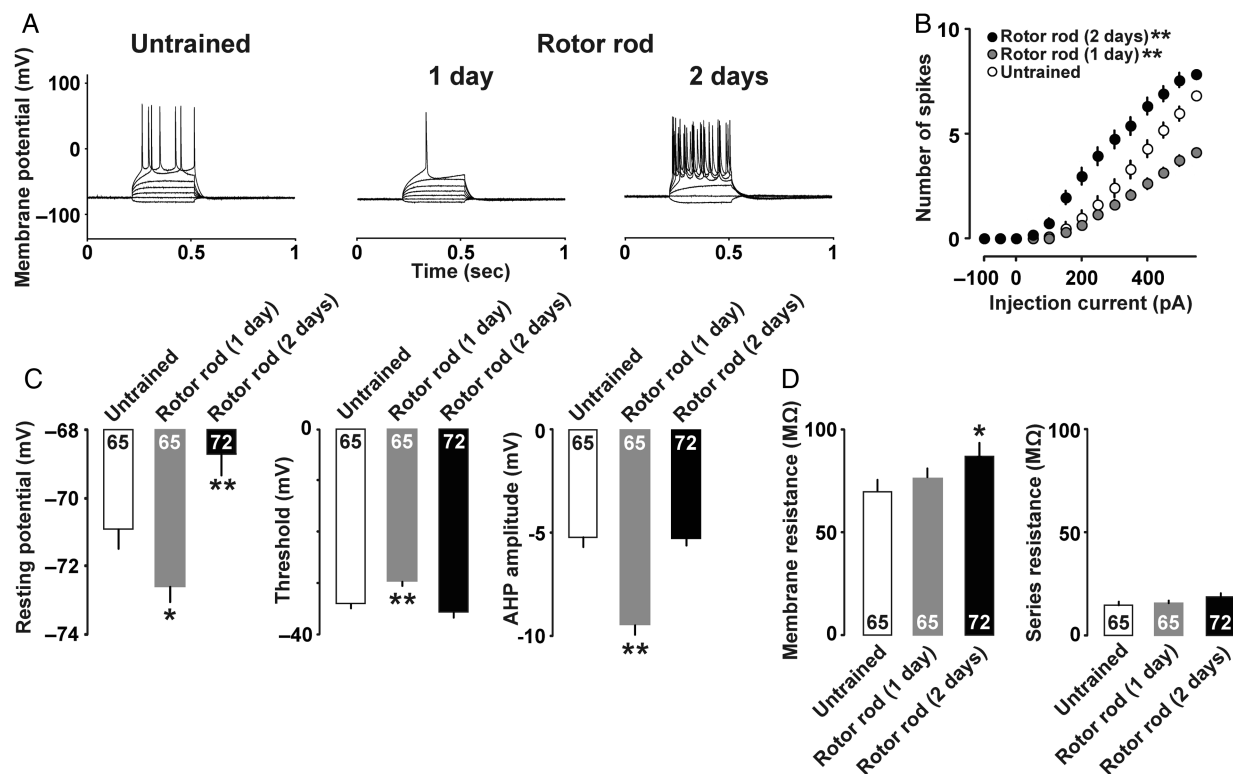 A
Untrained
Rotor rod
1 day
2 days
Membrane potential (mV)
100
0
–100
0
0.5
1
0
0.5
1
0
0.5
1
Time (sec)
B
Rotor rod (2 days)**
Rotor rod (1 day)**
Untrained
Number of spikes
10
5
0
–100
0
200
400
Injection current (pA)
C
Untrained
Rotor rod (1 day)
Rotor rod (2 days)
Resting potential (mV)
–68
–70
–72
–74
65
65
72
*
**
Untrained
Rotor rod (1 day)
Rotor rod (2 days)
Threshold (mV)
0
–40
65
65
72
**
Untrained
Rotor rod (1 day)
Rotor rod (2 days)
AHP amplitude (mV)
0
-5
-10
65
65
72
**
D
Membrane resistance (MΩ)
100
50
0
*
65
65
72
Untrained
Rotor rod (1 day)
Rotor rod (2 days)
Series resistance (MΩ)
100
50
0
65
65
72
Untrained
Rotor rod (1 day)
Rotor rod (2 days)